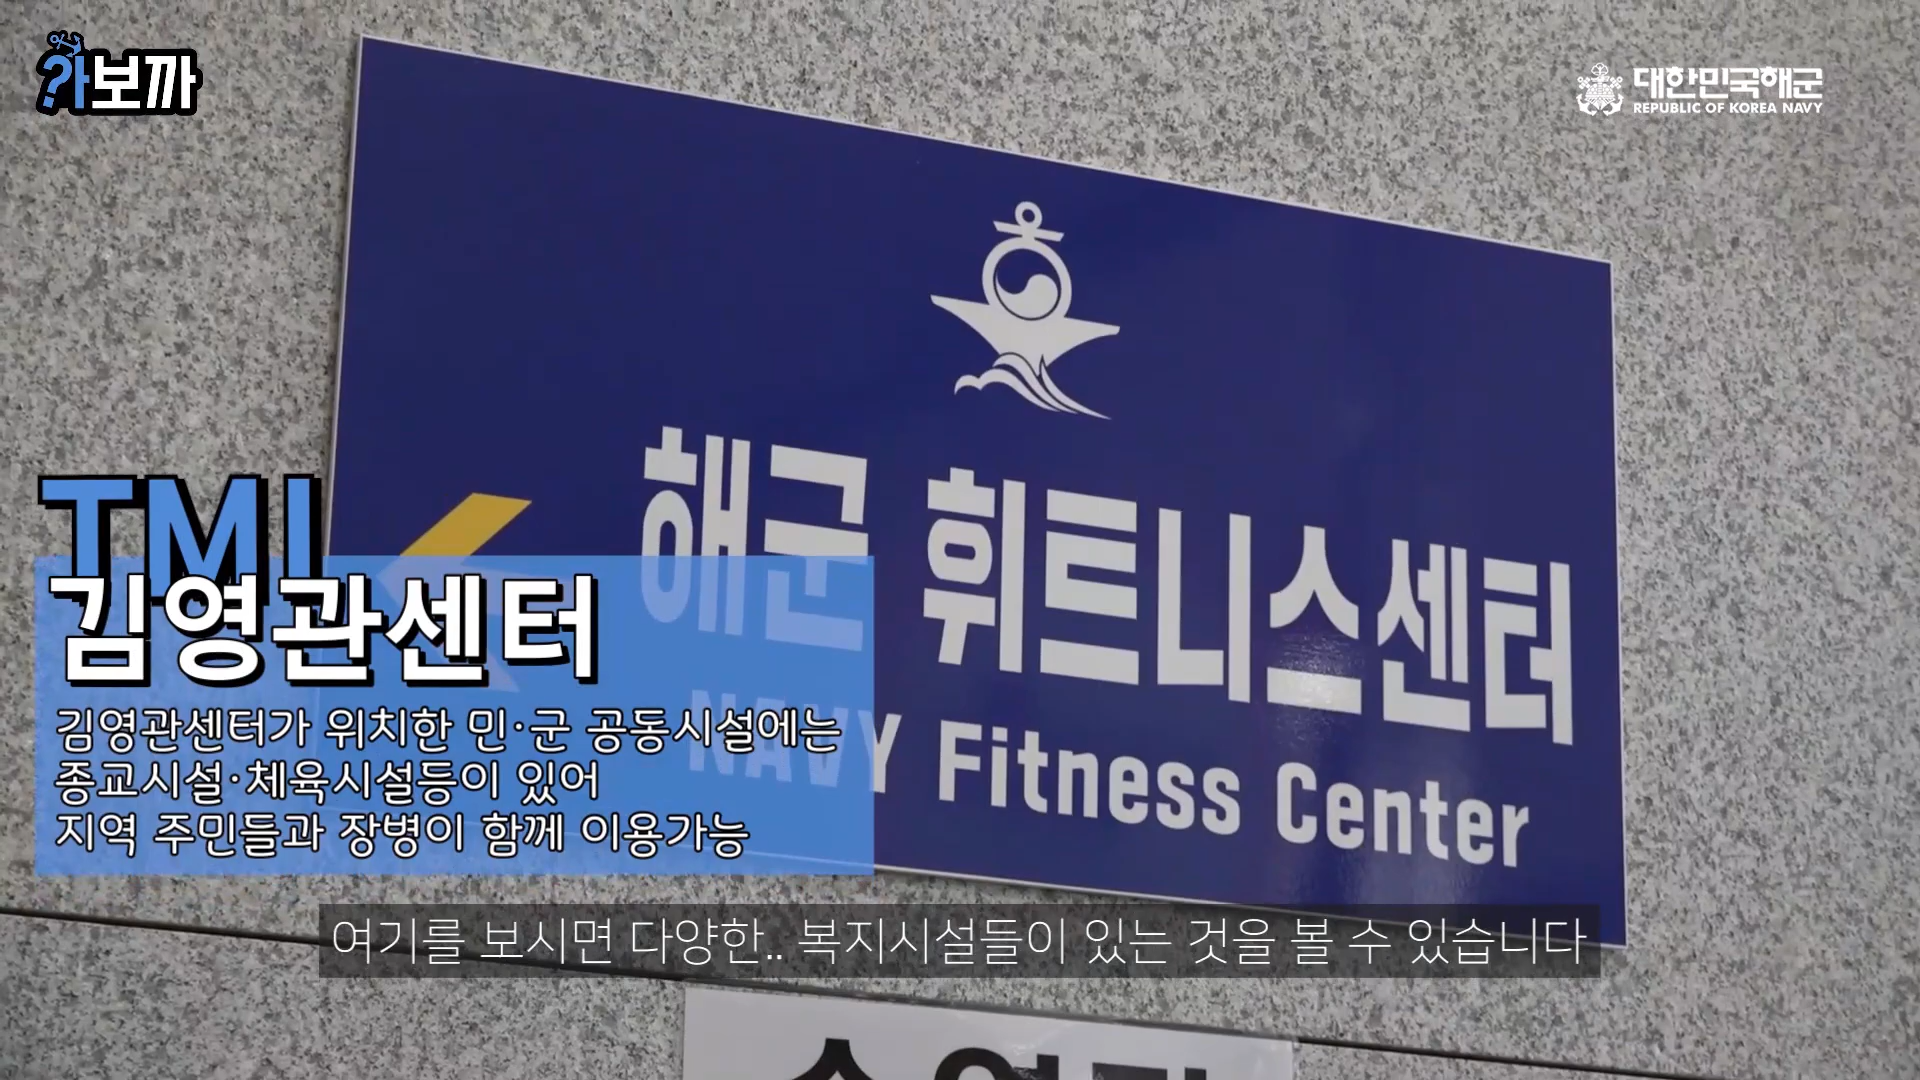 가보까
대한민국해군
REPUBLIC OF KOREA NAVY
해군 휘트니스센터
NAVY Fitness Center
TMI
김영관센터
김영관센터가 위치한 민·군 공동시설에는
종교시설·체육시설등이 있어
지역 주민들과 장병이 함께 이용가능
여기를 보시면 다양한.. 복지시설들이 있는 것을 볼 수 있습니다